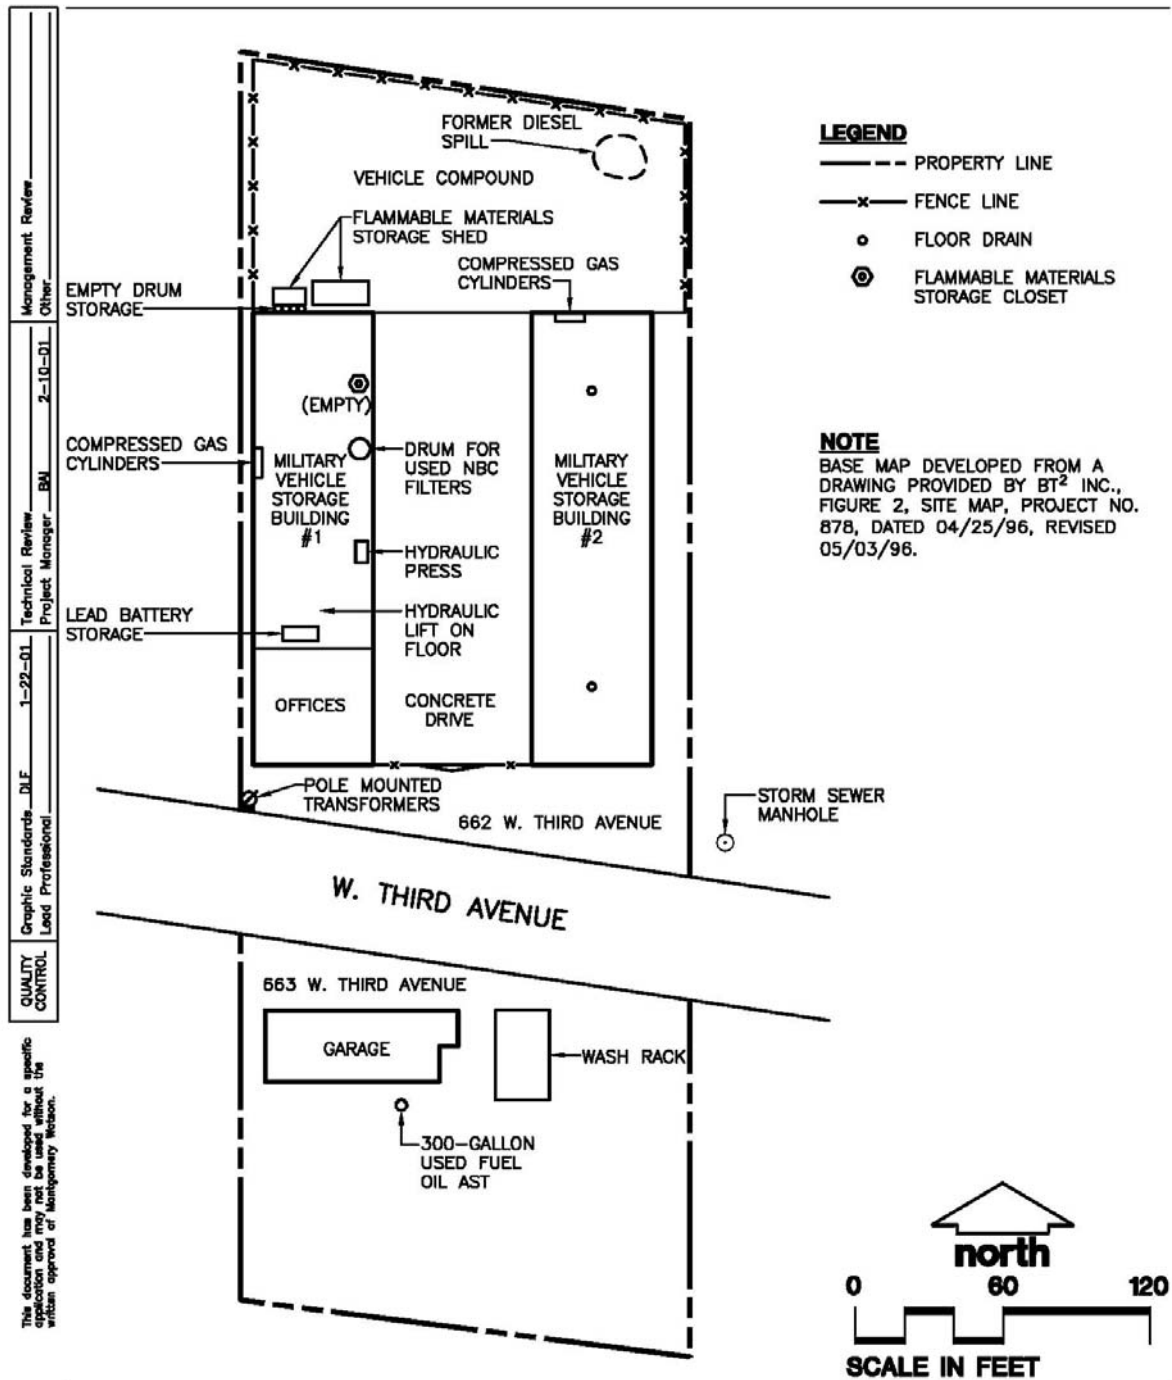 FORMER DIESEL
SPILL
VEHICLE COMPOUND
FLAMMABLE MATERIALS
STORAGE SHED
COMPRESSED GAS
CYLINDERS
EMPTY DRUM
STORAGE
(EMPTY)
COMPRESSED GAS
CYLINDERS
MILITARY
VEHICLE
STORAGE
BUILDING
#1
DRUM FOR
USED NBC
FILTERS
MILITARY
VEHICLE
STORAGE
BUILDING
#2
HYDRAULIC
PRESS
LEAD BATTERY
STORAGE
HYDRAULIC
LIFT ON
FLOOR
OFFICES
CONCRETE
DRIVE
POLE MOUNTED
TRANSFORMERS
662 W. THIRD AVENUE
STORM SEWER
MANHOLE
W. THIRD AVENUE
663 W. THIRD AVENUE
GARAGE
WASH RACK
300-GALLON
USED FUEL
OIL AST
LEGEND
PROPERTY LINE
FENCE LINE
FLOOR DRAIN
FLAMMABLE MATERIALS
STORAGE CLOSET
NOTE
BASE MAP DEVELOPED FROM A
DRAWING PROVIDED BY BT² INC.,
FIGURE 2, SITE MAP, PROJECT NO.
878, DATED 04/25/96, REVISED
05/03/96.
north
0 60 120
SCALE IN FEET
QUALITY
CONTROL
Graphic Standards DLF 1-22-01
Lead Professional
Technical Review
Project Manager BAJ 2-10-01
Management Review
Other
This document has been developed for a specific
application and may not be used without the
written approval of Montgomery Watson.